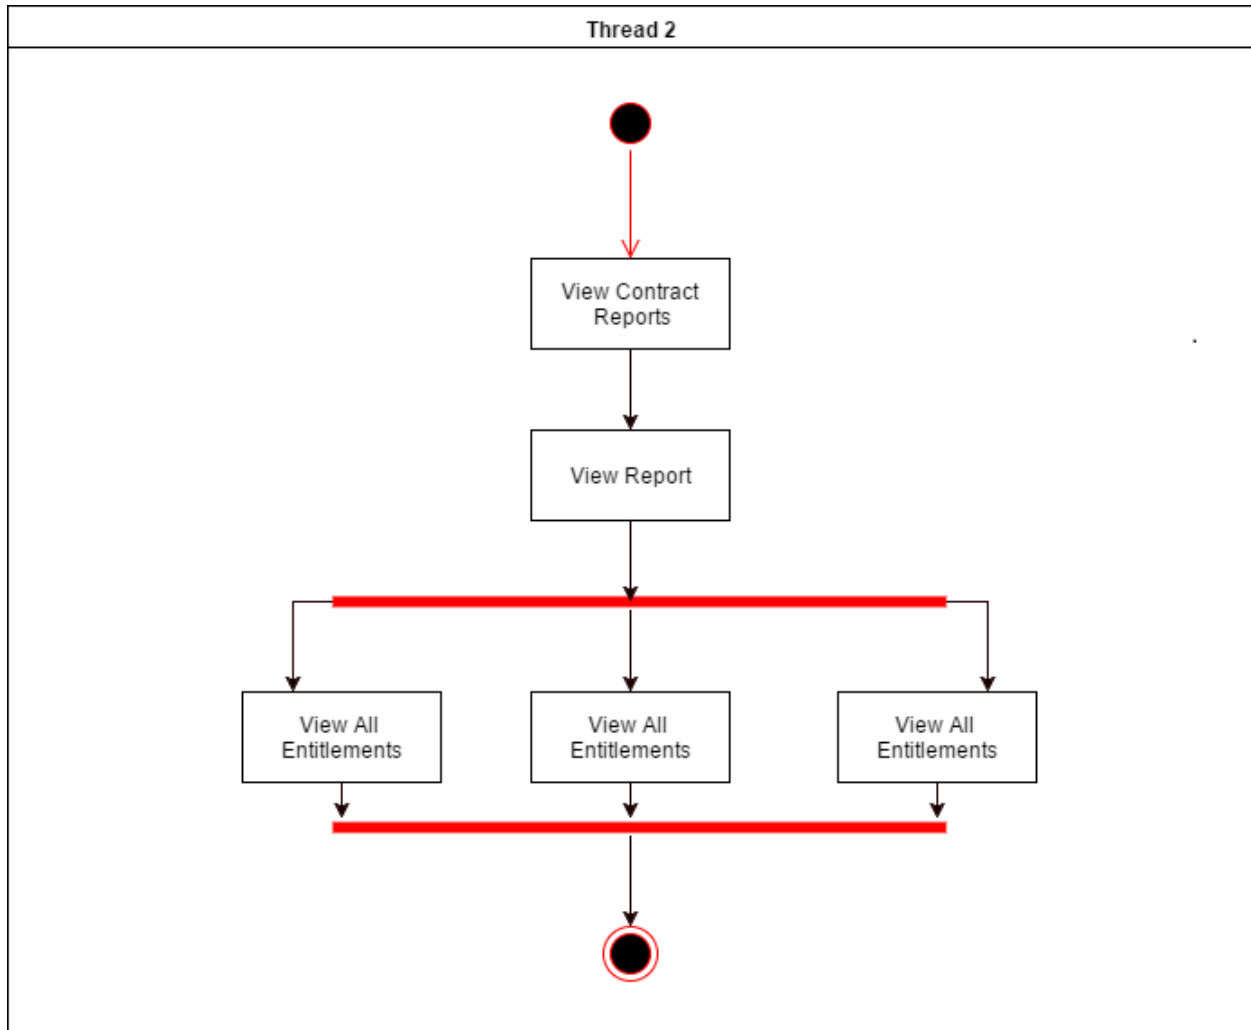 Thread 2
View Contract
Reports
View Report
View All
Entitlements
View All
Entitlements
View All
Entitlements